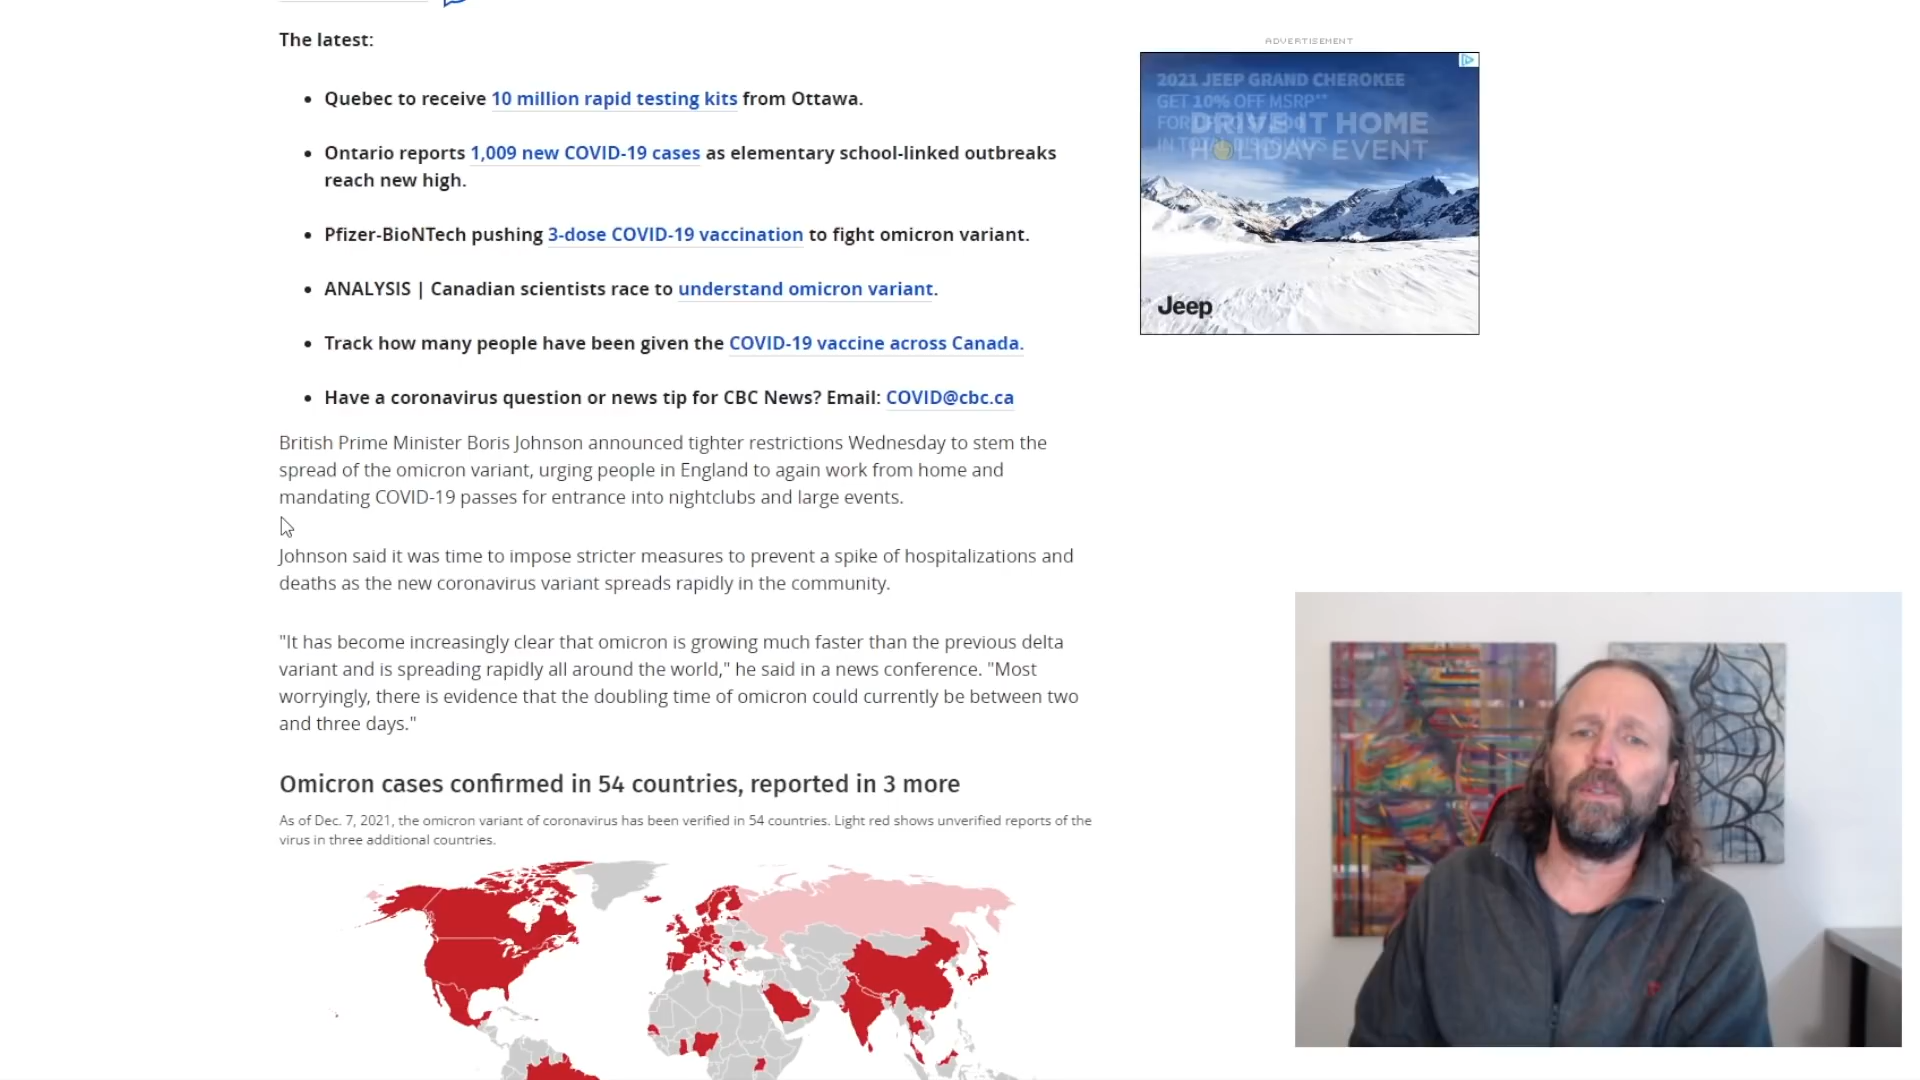 The latest:
Quebec to receive 10 million rapid testing kits from Ottawa.
Ontario reports 1,009 new COVID-19 cases as elementary school-linked outbreaks
reach new high.
Pfizer-BioNTech pushing 3-dose COVID-19 vaccination to fight omicron variant.
ANALYSIS | Canadian scientists race to understand omicron variant.
Track how many people have been given the COVID-19 vaccine across Canada.
Have a coronavirus question or news tip for CBC News? Email: COVID@cbc.ca
British Prime Minister Boris Johnson announced tighter restrictions Wednesday to stem the
spread of the omicron variant, urging people in England to again work from home and
mandating COVID-19 passes for entrance into nightclubs and large events.
Johnson said it was time to impose stricter measures to prevent a spike of hospitalizations and
deaths as the new coronavirus variant spreads rapidly in the community.
"It has become increasingly clear that omicron is growing much faster than the previous delta
variant and is spreading rapidly all around the world," he said in a news conference. "Most
worryingly, there is evidence that the doubling time of omicron could currently be between two
and three days."
Omicron cases confirmed in 54 countries, reported in 3 more
As of Dec. 7, 2021, the omicron variant of coronavirus has been verified in 54 countries. Light red shows unverified reports of the
virus in three additional countries.
ADVERTISEMENT
2021 JEEP GRAND CHEROKEE
GET 10% OFF MSRP**
DRIVE IT HOME
HOLIDAY EVENT
IN TOTAL DISCOUNTS
Jeep